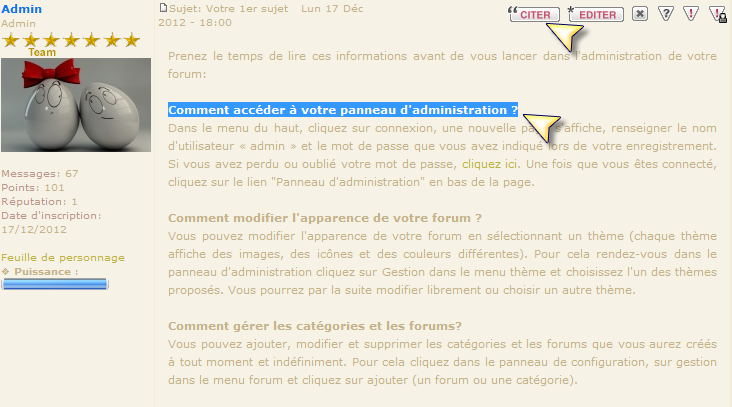 Admin
Admin
Team
Messages: 67
Points: 101
Réputation: 1
Date d'inscription:
17/12/2012
Feuille de personnage
❖ Puissance :
Sujet: Votre 1er sujet Lun 17 Déc
2012 - 18:00
CITER
EDITER
Prenez le temps de lire ces informations avant de vous lancer dans l'administration de votre
forum:
Comment accéder à votre panneau d'administration ?
Dans le menu du haut, cliquez sur connexion, une nouvelle s'affiche, renseigner le nom
d'utilisateur « admin » et le mot de passe que vous avez indiqué lors de votre enregistrement.
Si vous avez perdu ou oublié votre mot de passe, cliquez ici. Une fois que vous êtes connecté,
cliquez sur le lien "Panneau d'administration" en bas de la page.
Comment modifier l'apparence de votre forum ?
Vous pouvez modifier l'apparence de votre forum en sélectionnant un thème (chaque thème
affiche des images, des icônes et des couleurs différentes). Pour cela rendez-vous dans le
panneau d'administration cliquez sur Gestion dans le menu thème et choisissez l'un des thèmes
proposés. Vous pourrez par la suite modifier librement ou choisir un autre thème.
Comment gérer les catégories et les forums?
Vous pouvez ajouter, modifier et supprimer les catégories et les forums que vous aurez créés
à tout moment et indéfiniment. Pour cela cliquez dans le panneau de configuration, sur gestion
dans le menu forum et cliquez sur ajouter (un forum ou une catégorie).